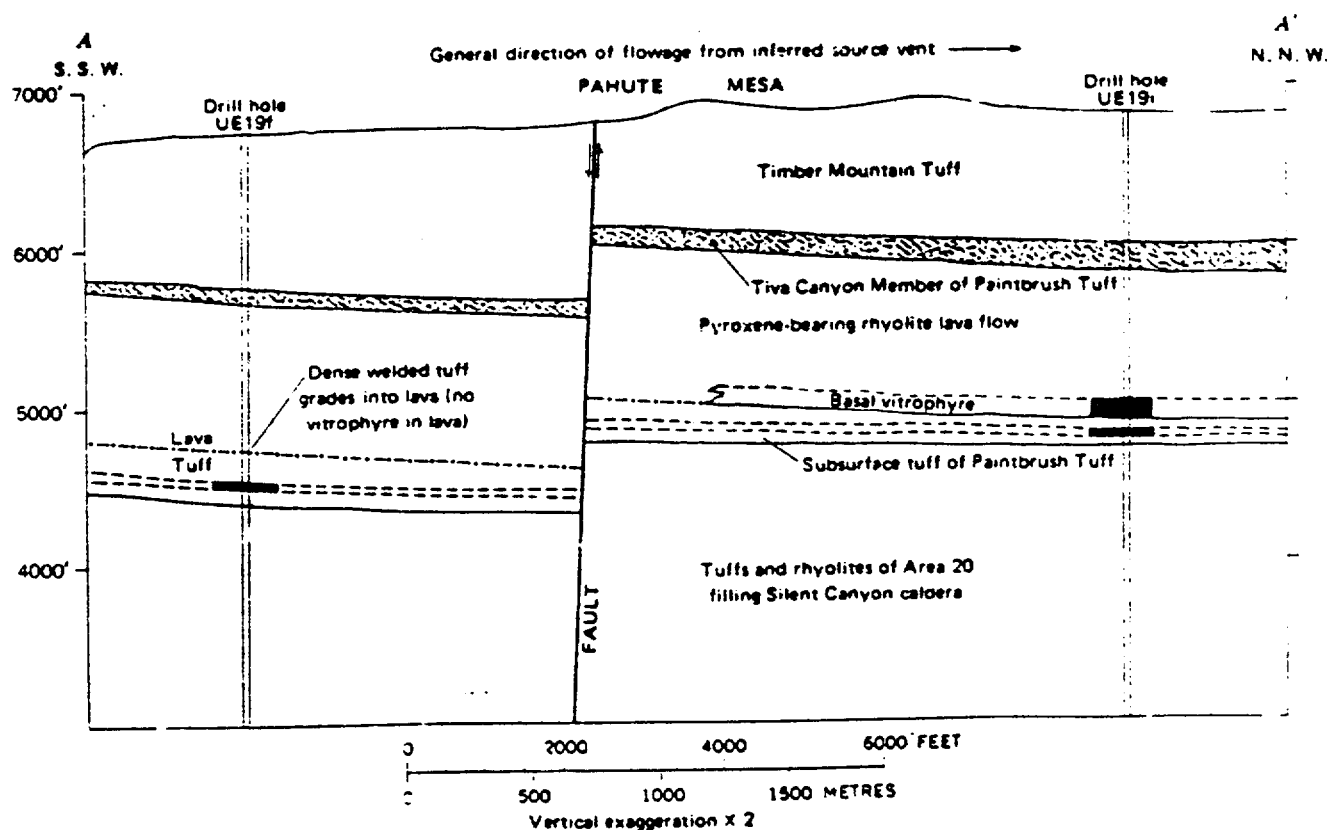 A
A'
General direction of flowage from inferred source vent
S. S. W.
N. N. W.
7000'
PAHUTE MESA
Drill hole
UE19f
Drill hole
UE19i
Timber Mountain Tuff
6000'
Tiva Canyon Member of Paintbrush Tuff
Pyroxene-bearing rhyolite lava flow
Dense welded tuff
grades into lava (no
vitrophyre in lava)
5000'
Basal vitrophyre
Lava
Tuff
Subsurface tuff of Paintbrush Tuff
4000'
Tuffs and rhyolites of Area 20
filling Silent Canyon caldera
FAULT
0 2000 4000 6000 FEET
0 500 1000 1500 METRES
Vertical exaggeration X 2